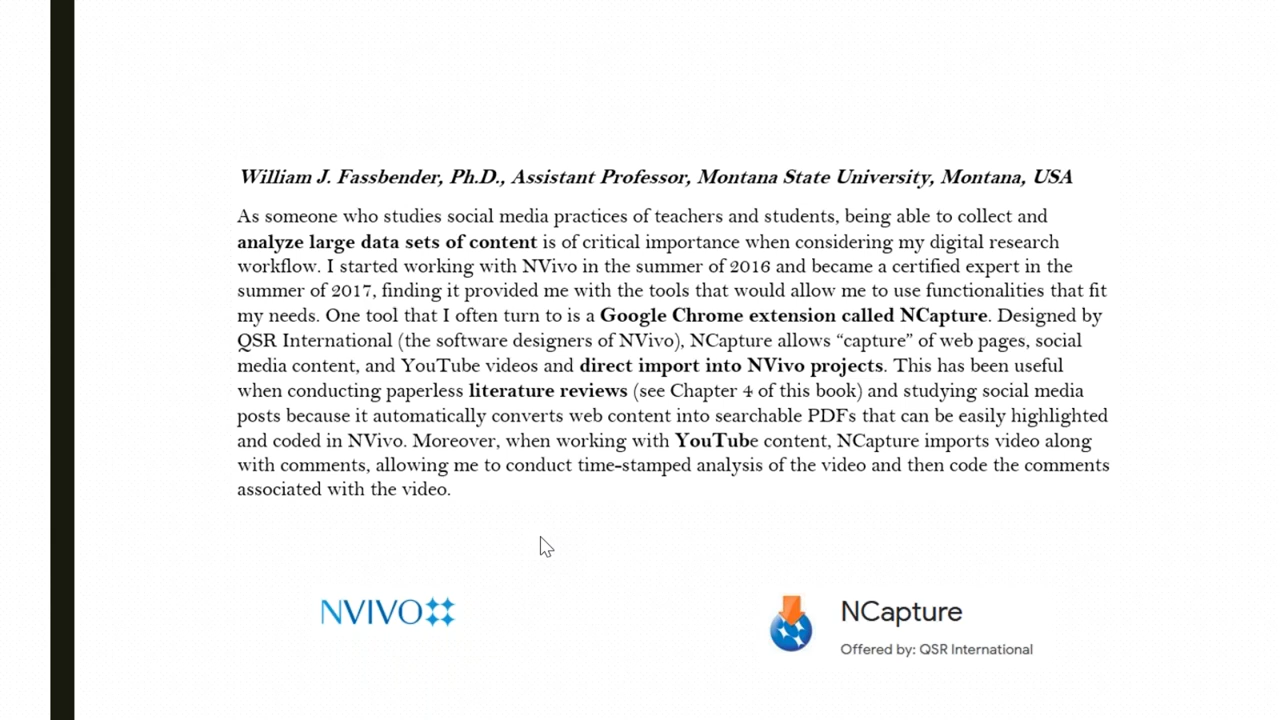 William J. Fassbender, Ph.D., Assistant Professor, Montana State University, Montana, USA
As someone who studies social media practices of teachers and students, being able to collect and
analyze large data sets of content is of critical importance when considering my digital research
workflow. I started working with NVivo in the summer of 2016 and became a certified expert in the
summer of 2017, finding it provided me with the tools that would allow me to use functionalities that fit
my needs. One tool that I often turn to is a Google Chrome extension called NCapture. Designed by
QSR International (the software designers of NVivo), NCapture allows “capture” of web pages, social
media content, and YouTube videos and direct import into NVivo projects. This has been useful
when conducting paperless literature reviews (see Chapter 4 of this book) and studying social media
posts because it automatically converts web content into searchable PDFs that can be easily highlighted
and coded in NVivo. Moreover, when working with YouTube content, NCapture imports video along
with comments, allowing me to conduct time-stamped analysis of the video and then code the comments
associated with the video.
NVIVO
NCapture
Offered by: QSR International